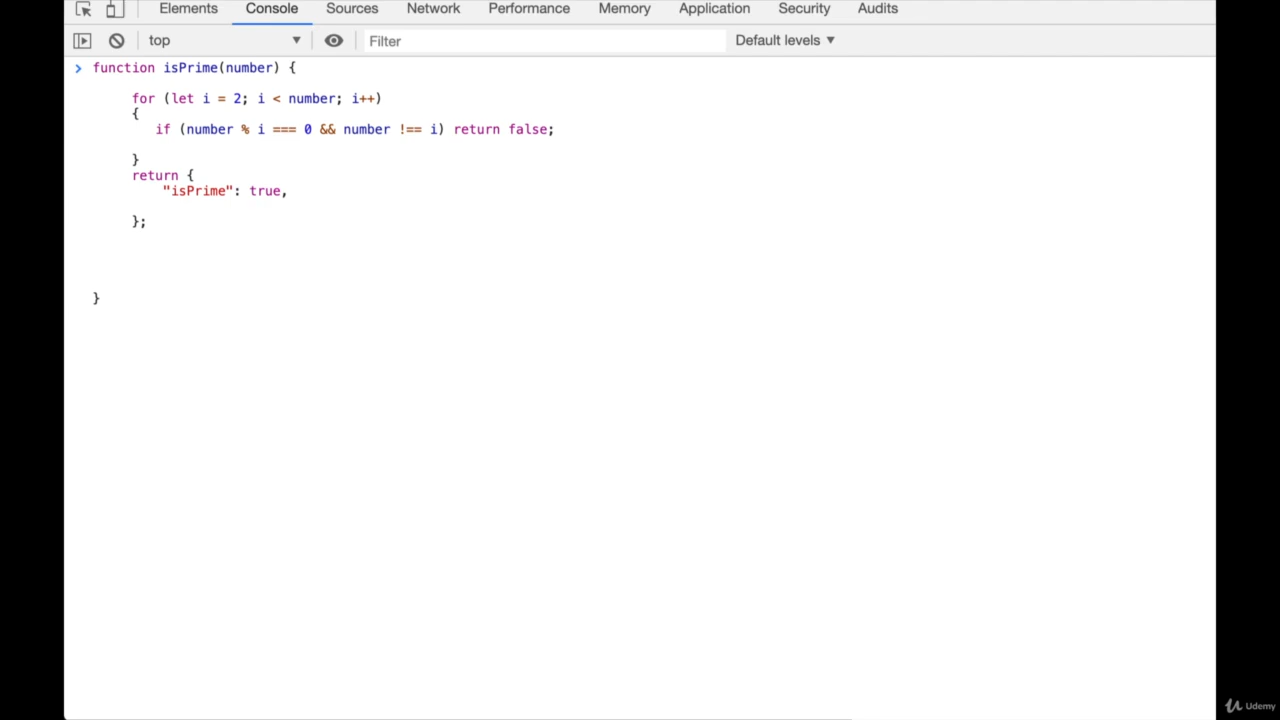 Elements Console Sources Network Performance Memory Application Security Audits
top Filter Default levels
function isPrime(number) {
for (let i = 2; i < number; i++)
{
if (number % i === 0 && number !== i) return false;
}
return {
"isPrime": true,
};
}
Udemy